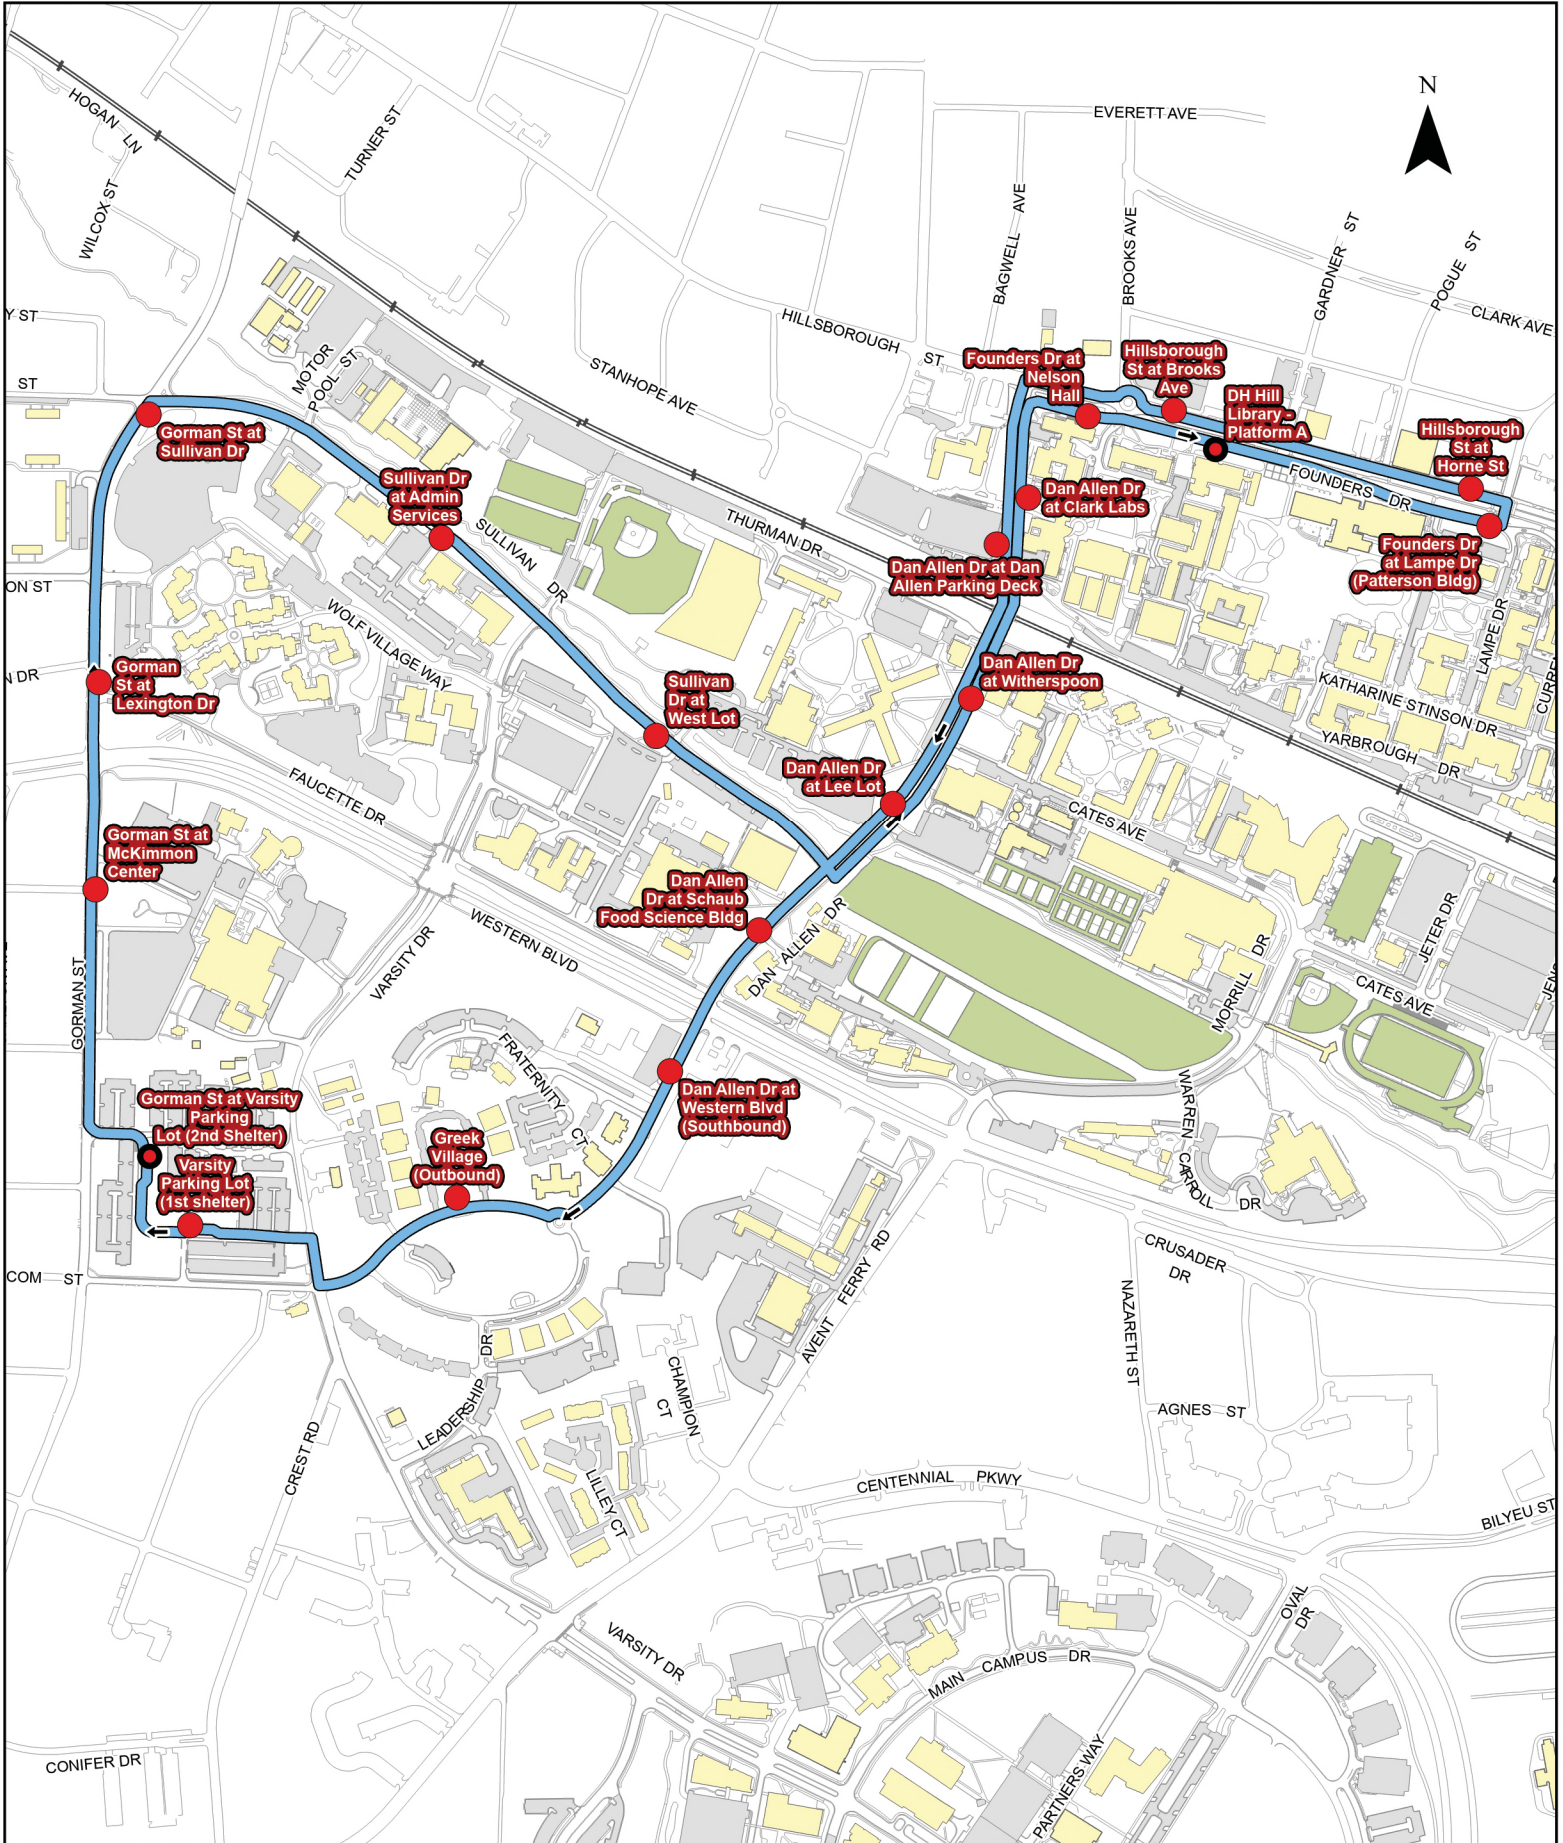 N
EVERETT AVE
HOGAN LN
TURNER ST
WILCOX ST
BAGWELL AVE
BROOKS AVE
GARDNER ST
POGUE ST
CLARK AVE
Y ST
HILLSBOROUGH ST
STANHOPE AVE
MOTOR
POOL ST
ST
Founders Dr at
Nelson
Hall
Hillsborough
St at Brooks
Ave
DH Hill
Library -
Platform A
Hillsborough
St at
Horne St
Gorman St at
Sullivan Dr
Sullivan Dr
at Admin
Services
FOUNDERS DR
Dan Allen Dr
at Clark Labs
THURMAN DR
SULLIVAN DR
Founders Dr
at Lampe Dr
(Patterson Bldg)
Dan Allen Dr at Dan
Allen Parking Deck
ON ST
WOLF VILLAGE WAY
LAMPE DR
Dan Allen Dr
at Witherspoon
N DR
Gorman
St at
Lexington Dr
Sullivan
Dr at
West Lot
KATHARINE STINSON DR
CURRE
YARBROUGH DR
Dan Allen Dr
at Lee Lot
FAUCETTE DR
CATES AVE
Gorman St at
McKimmon
Center
Dan Allen
Dr at Schaub
Food Science Bldg
DAN ALLEN DR
WESTERN BLVD
VARSITY DR
GORMAN ST
JETER DR
MORRILL DR
CATES AVE
JEN
FRATERNITY CT
Dan Allen Dr at
Western Blvd
(Southbound)
WARREN CARROLL DR
Gorman St at Varsity
Parking
Lot (2nd Shelter)
Varsity
Parking Lot
(1st shelter)
Greek
Village
(Outbound)
AVENT FERRY RD
CRUSADER
DR
COM ST
NAZARETH ST
LEADERSHIP DR
CHAMPION
CT
AGNES ST
CREST RD
LILLEY CT
CENTENNIAL PKWY
BILYEU ST
OVAL
DR
VARSITY DR
MAIN CAMPUS DR
CONIFER DR
PARTNERS WAY